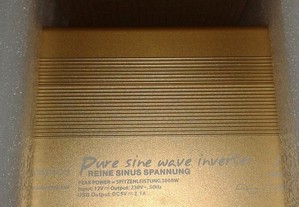 Pure sine wave inverter
REINE SINUS SPANNUNG
PEAK POWER = SPITZENLEISTUNG 3000W
Input: 12V⎓ Output: 230V~ 50Hz
USB Output: DC5V⎓ 2.1A